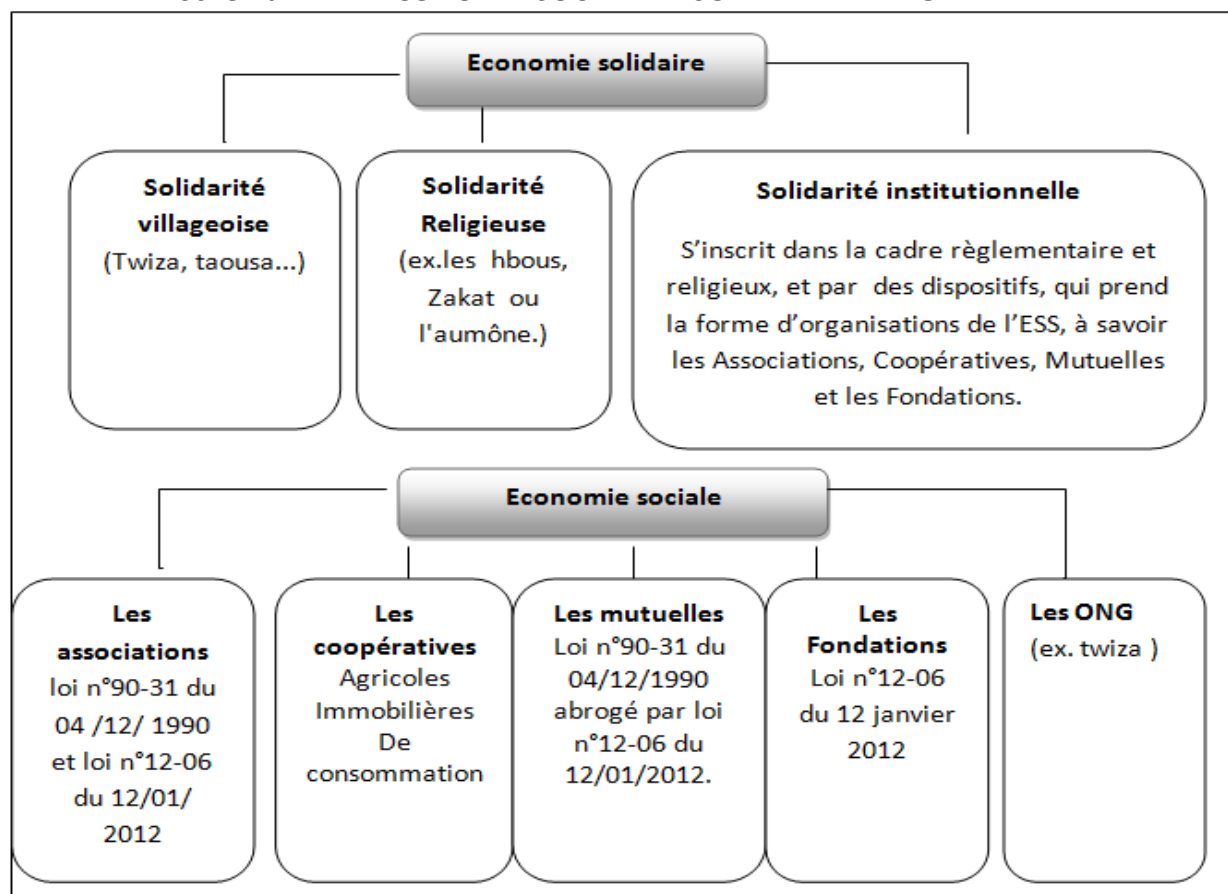 Economie solidaire
Solidarité
villageoise
(Twiza, taousa...)
Solidarité
Religieuse
(ex.les hbous,
Zakat ou
l'aumône.)
Solidarité institutionnelle
S’inscrit dans la cadre règlementaire et
religieux, et par des dispositifs, qui prend
la forme d’organisations de l’ESS, à savoir
les Associations, Coopératives, Mutuelles
et les Fondations.
Economie sociale
Les
associations
loi n°90-31 du
04 /12/ 1990
et loi n°12-06
du 12/01/
2012
Les
coopératives
Agricoles
Immobilières
De
consommation
Les mutuelles
Loi n°90-31 du
04/12/1990
abrogé par loi
n°12-06 du
12/01/2012.
Les
Fondations
Loi n°12-06
du 12 janvier
2012
Les ONG
(ex. twiza )